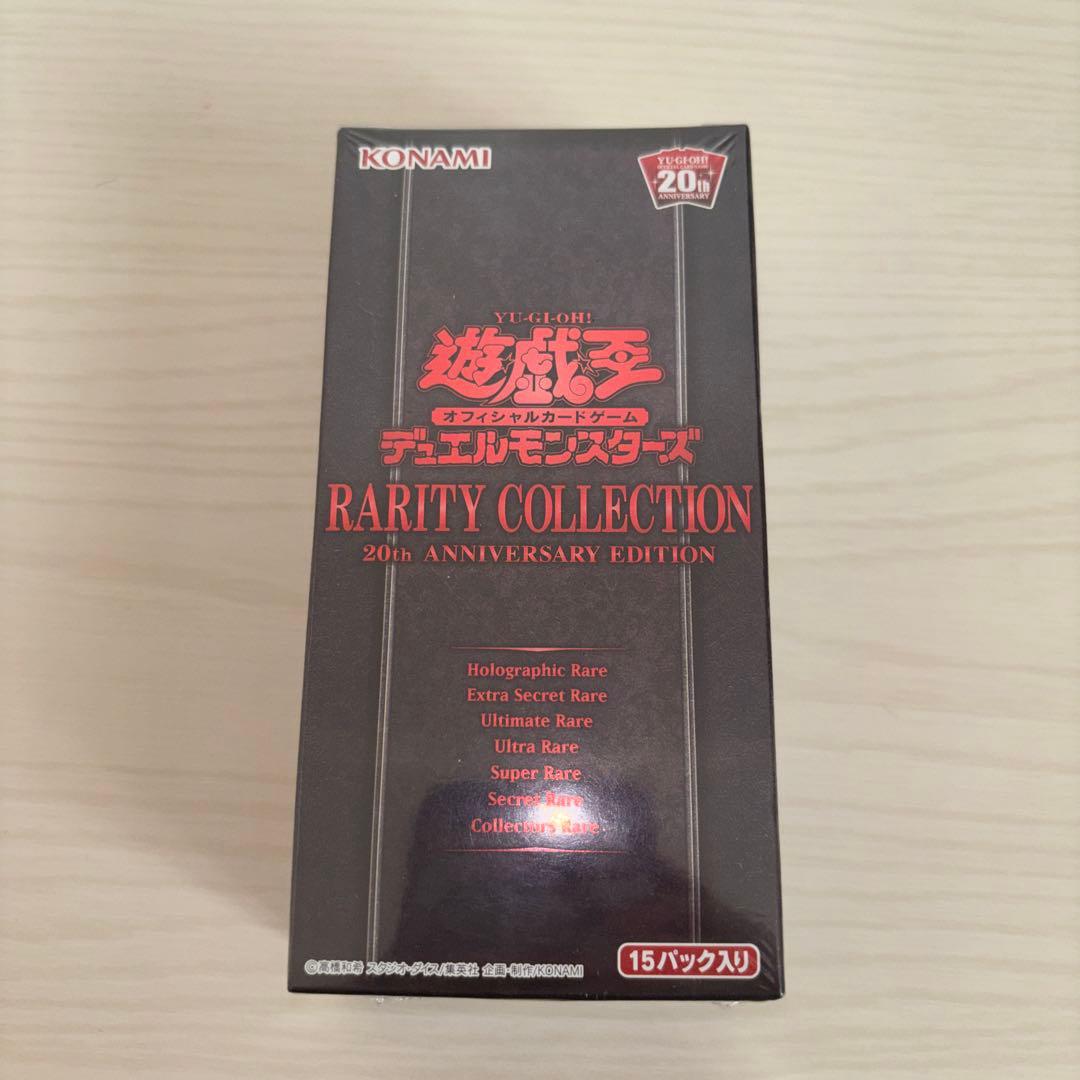 KONAMI
YU-GI-OH!
OFFICIAL CARD GAME
20th
ANNIVERSARY
YU-GI-OH!
遊戯王
オフィシャルカードゲーム
デュエルモンスターズ
RARITY COLLECTION
20th ANNIVERSARY EDITION
Holographic Rare
Extra Secret Rare
Ultimate Rare
Ultra Rare
Super Rare
Secret Rare
Collectors Rare
©高橋和希 スタジオ・ダイス/集英社 企画・制作/KONAMI
15パック入り